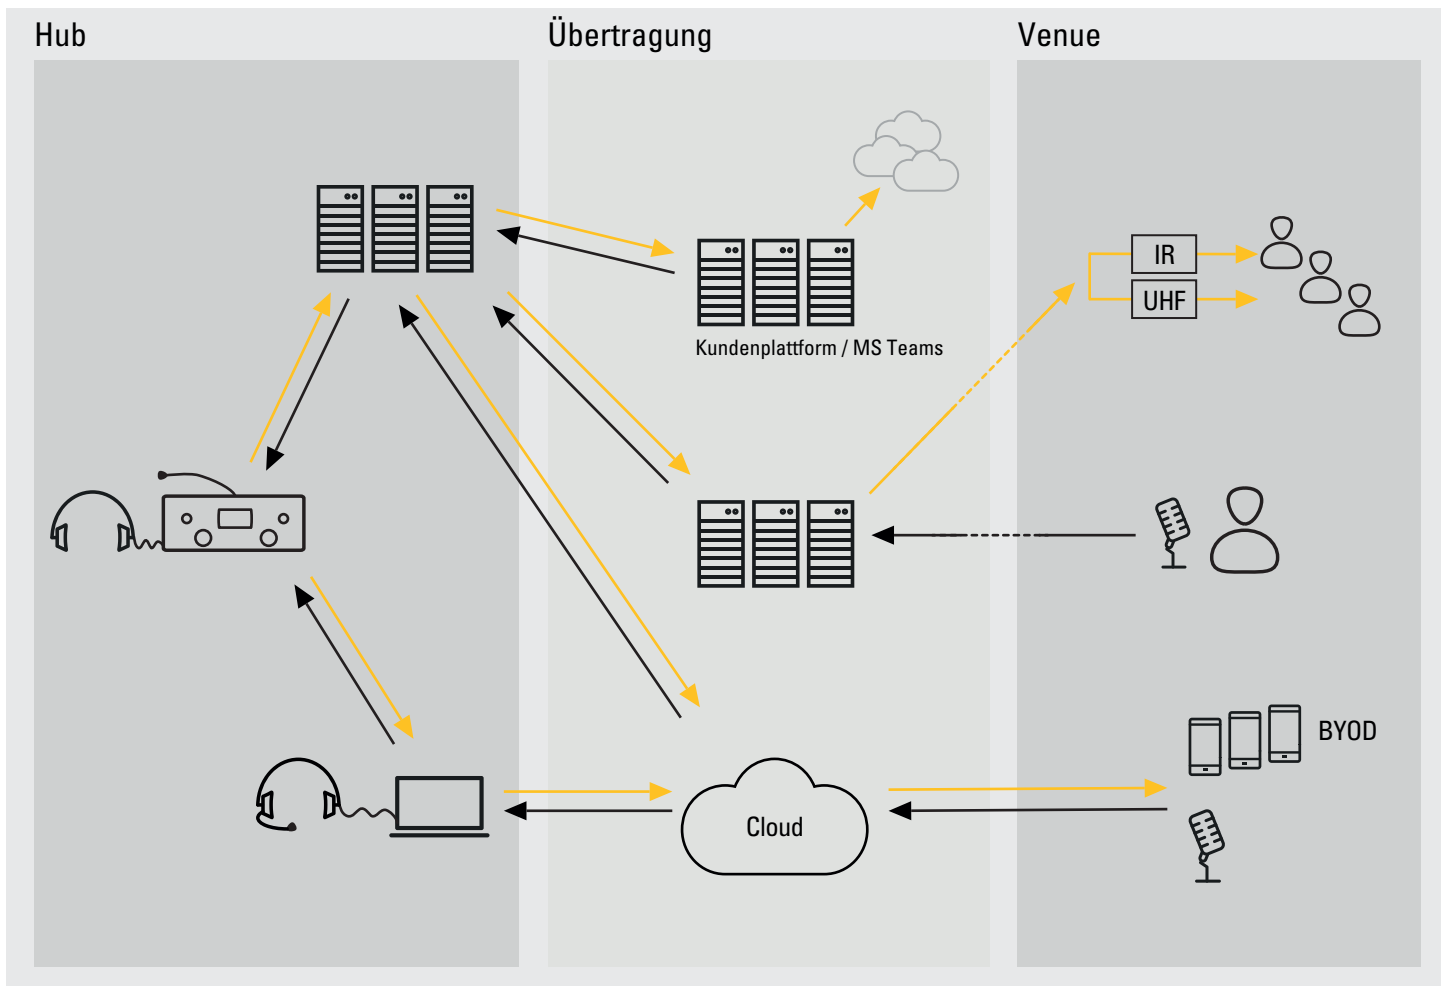 Hub
Übertragung
Venue
IR
UHF
Kundenplattform / MS Teams
BYOD
Cloud